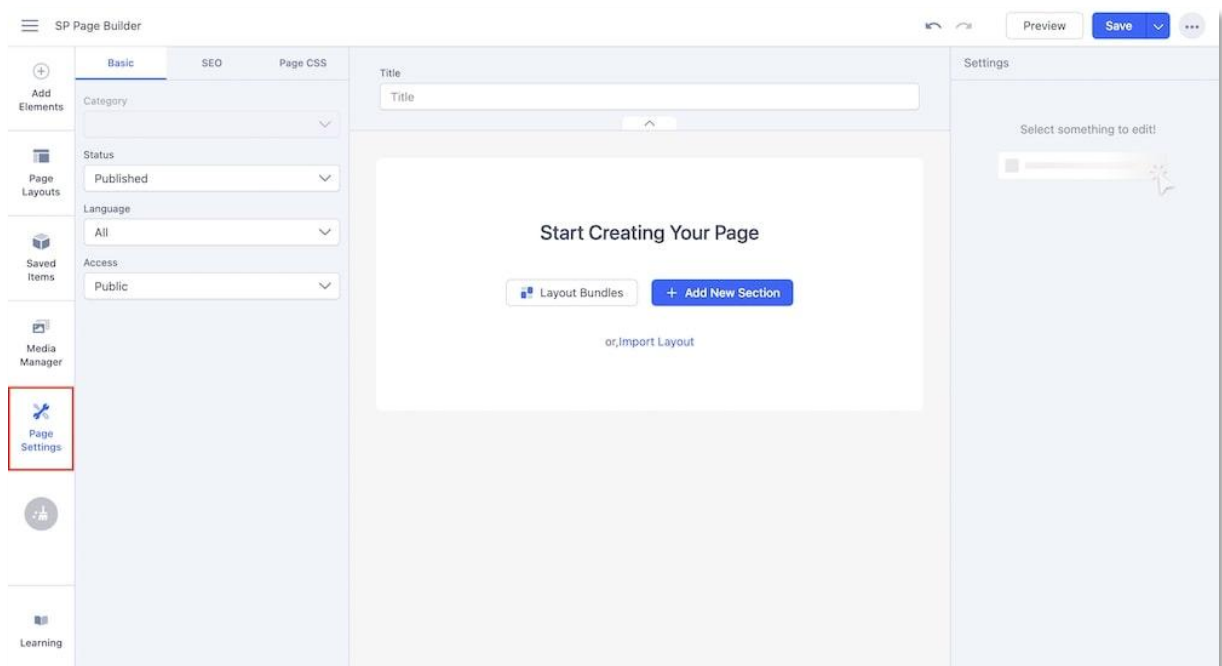 SP Page Builder
Preview
Save
Add
Elements
Page
Layouts
Saved
Items
Media
Manager
Page
Settings
Learning
Basic
SEO
Page CSS
Category
Status
Published
Language
All
Access
Public
Title
Title
Start Creating Your Page
Layout Bundles
+ Add New Section
or,Import Layout
Settings
Select something to edit!